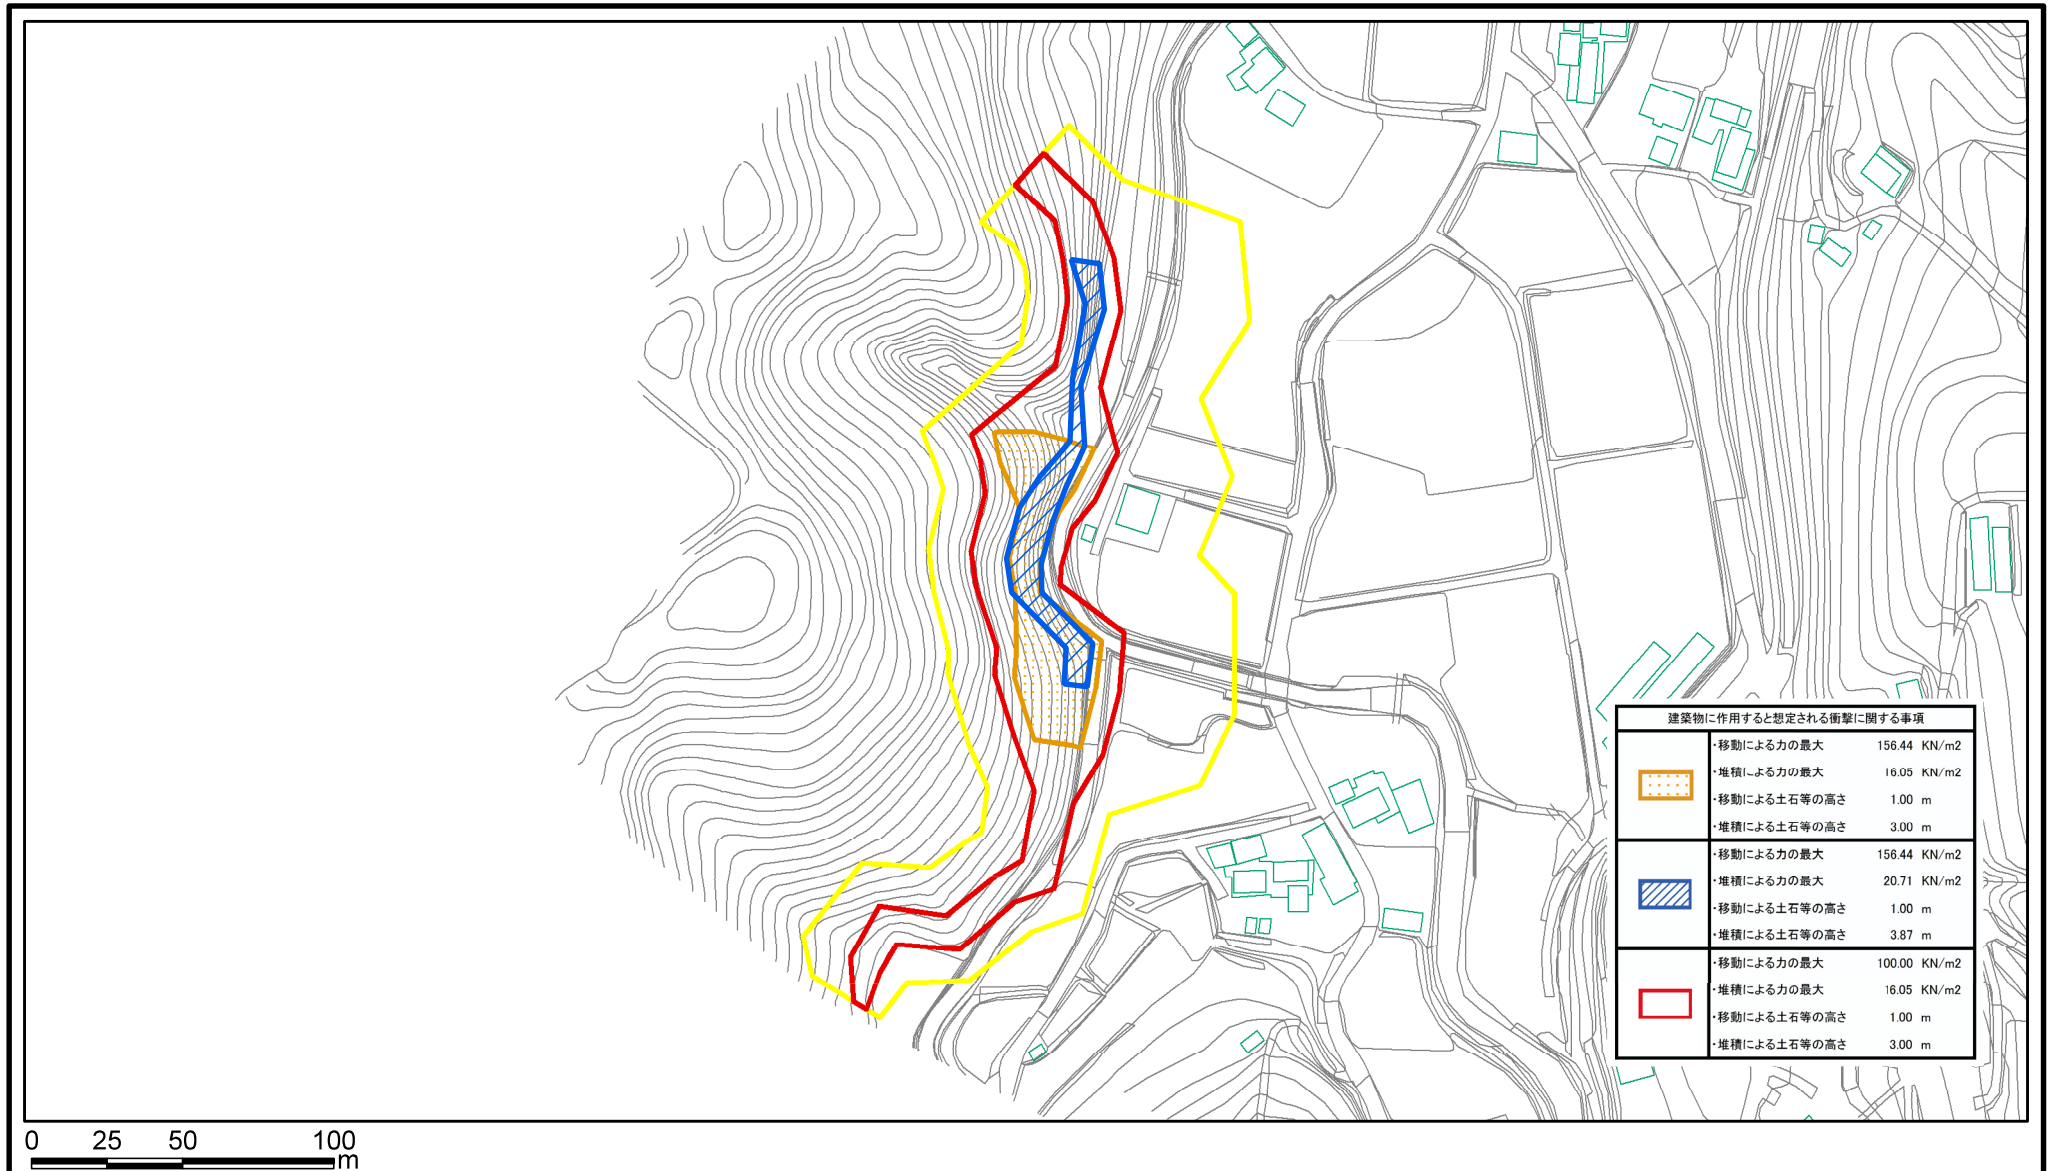 建築物に作用すると想定される衝撃に関する事項
・移動による力の最大 156.44 KN/m2
・堆積による力の最大 16.05 KN/m2
・移動による土石等の高さ 1.00 m
・堆積による土石等の高さ 3.00 m
・移動による力の最大 156.44 KN/m2
・堆積による力の最大 20.71 KN/m2
・移動による土石等の高さ 1.00 m
・堆積による土石等の高さ 3.87 m
・移動による力の最大 100.00 KN/m2
・堆積による力の最大 16.05 KN/m2
・移動による土石等の高さ 1.00 m
・堆積による土石等の高さ 3.00 m
0 25 50 100
m